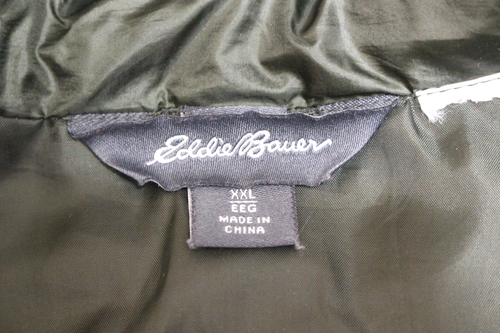 Eddie Bauer
XXL
EEG
MADE IN
CHINA